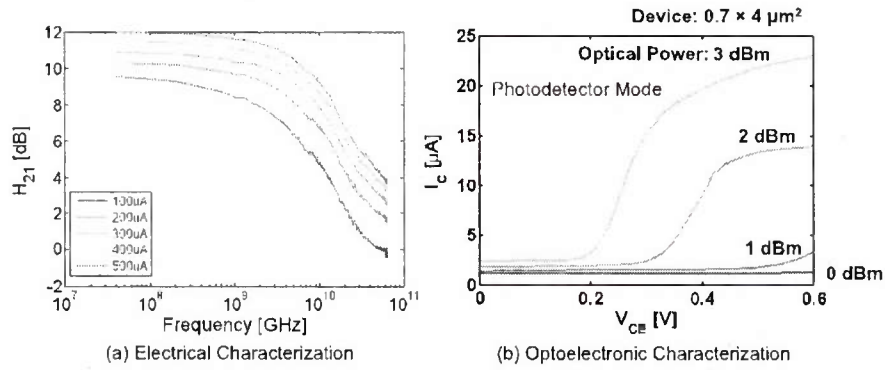 12
10
8
6
4
2
0
-2
H21 [dB]
100uA
200uA
300uA
400uA
500uA
10^7
10^8
10^9
10^10
10^11
Frequency [GHz]
(a) Electrical Characterization
Device: 0.7 × 4 μm²
25
20
15
10
5
0
Ic [μA]
Optical Power: 3 dBm
Photodetector Mode
2 dBm
1 dBm
0 dBm
0
0.2
0.4
0.6
VCE [V]
(b) Optoelectronic Characterization